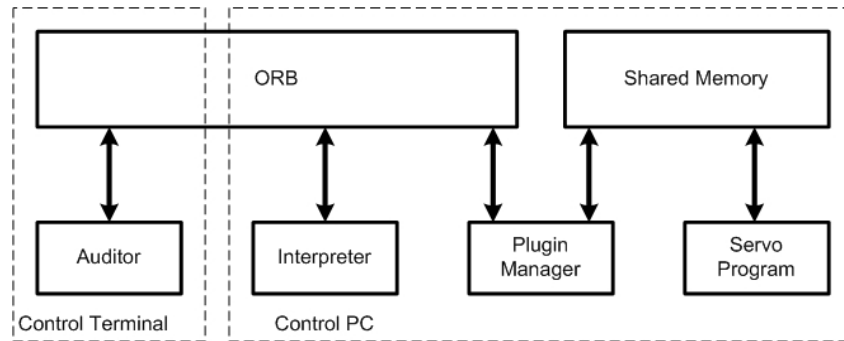 ORB
Shared Memory
Auditor
Interpreter
Plugin
Manager
Servo
Program
Control Terminal
Control PC